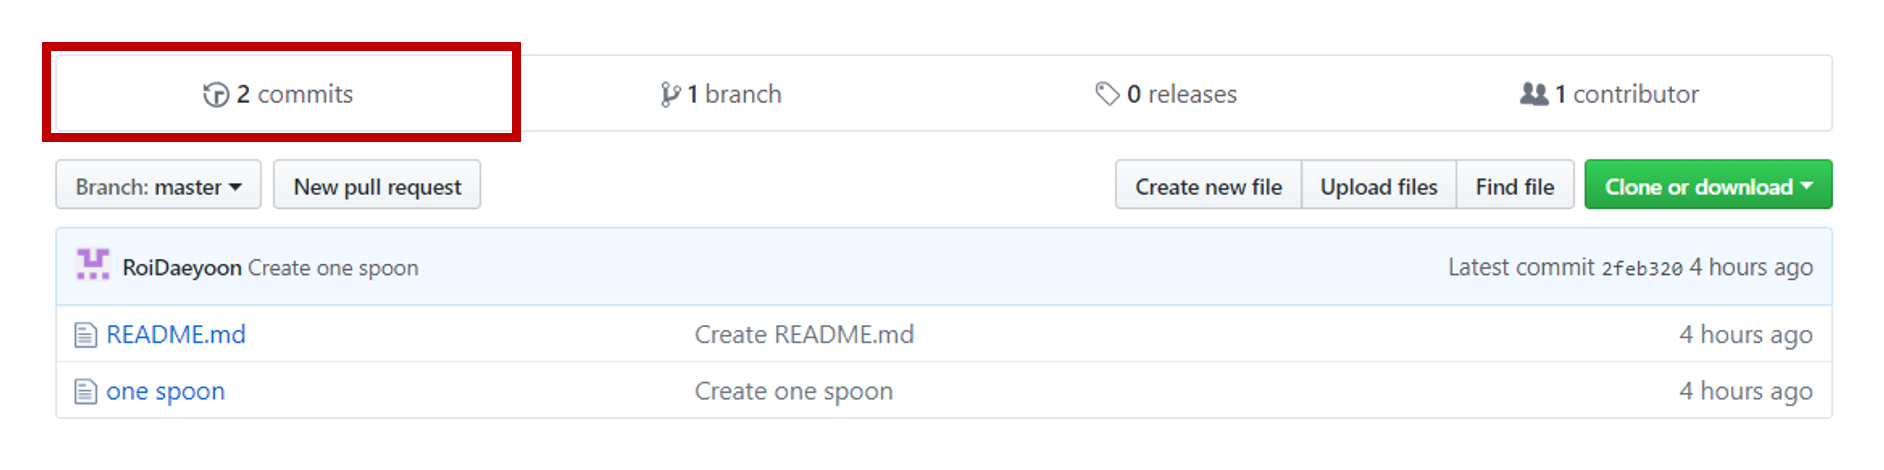 2 commits 1 branch 0 releases 1 contributor
Branch: master New pull request Create new file Upload files Find file Clone or download
RoiDaeyoon Create one spoon Latest commit 2feb320 4 hours ago
README.md Create README.md 4 hours ago
one spoon Create one spoon 4 hours ago